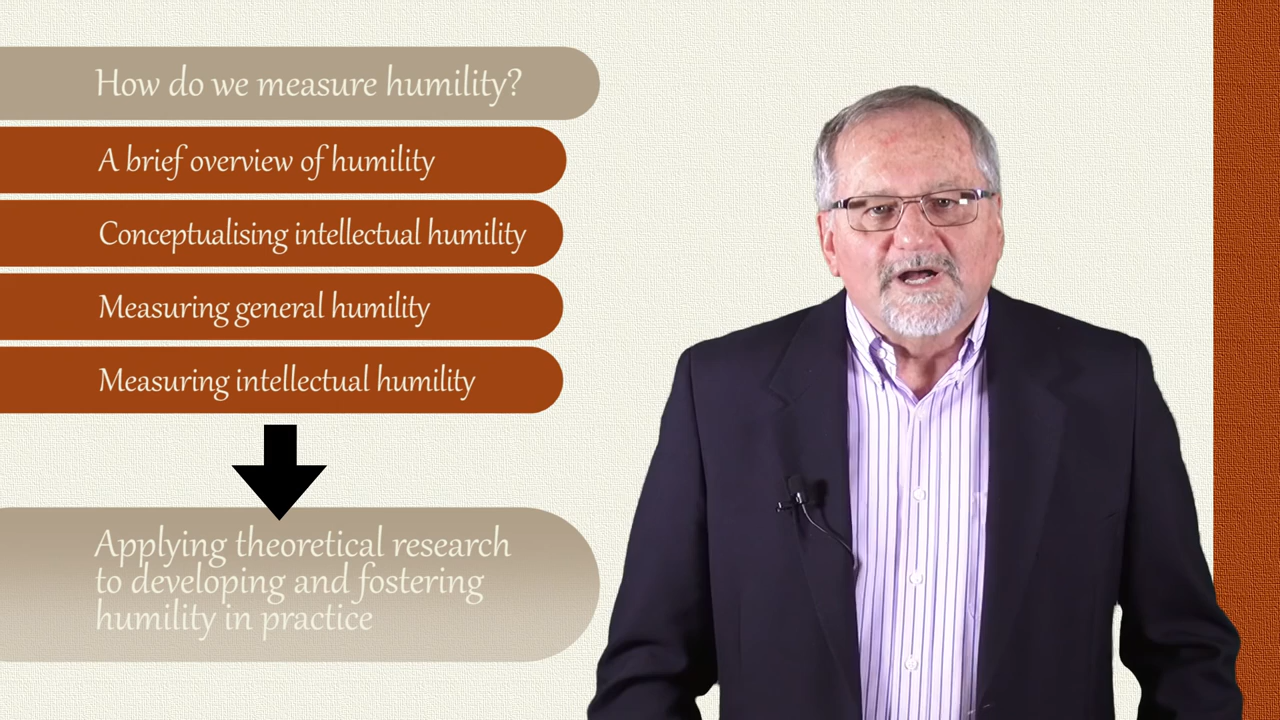 How do we measure humility?
A brief overview of humility
Conceptualising intellectual humility
Measuring general humility
Measuring intellectual humility
Applying theoretical research
to developing and fostering
humility in practice